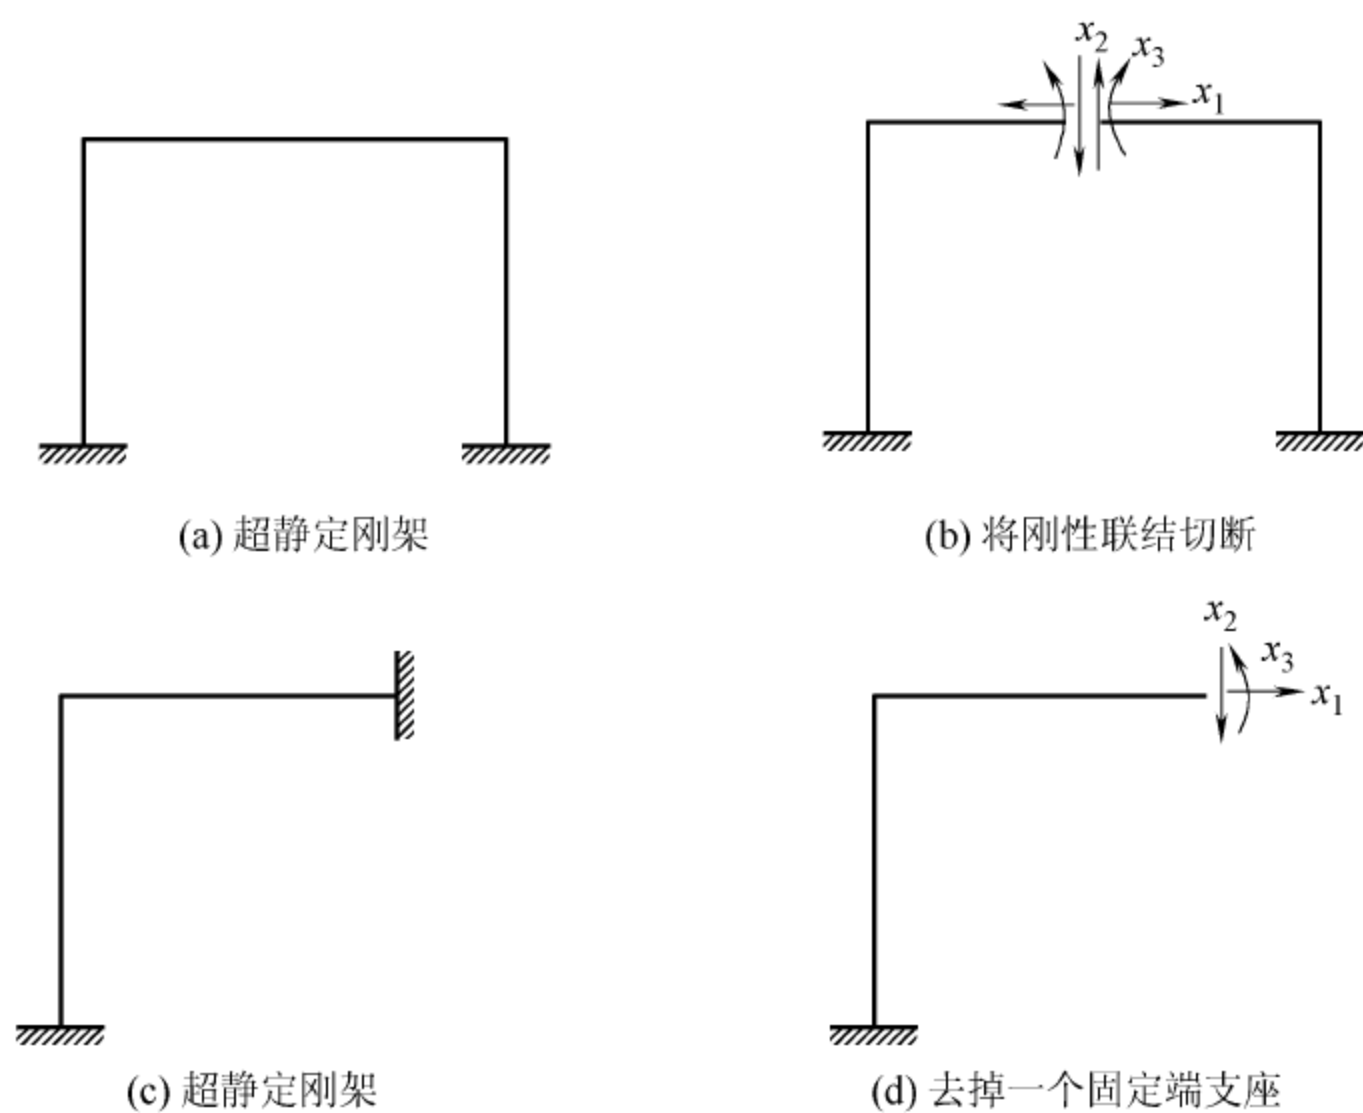 x₂
x₃
x₁
(a) 超静定刚架
(b) 将刚性联结切断
x₂
x₃
x₁
(c) 超静定刚架
(d) 去掉一个固定端支座